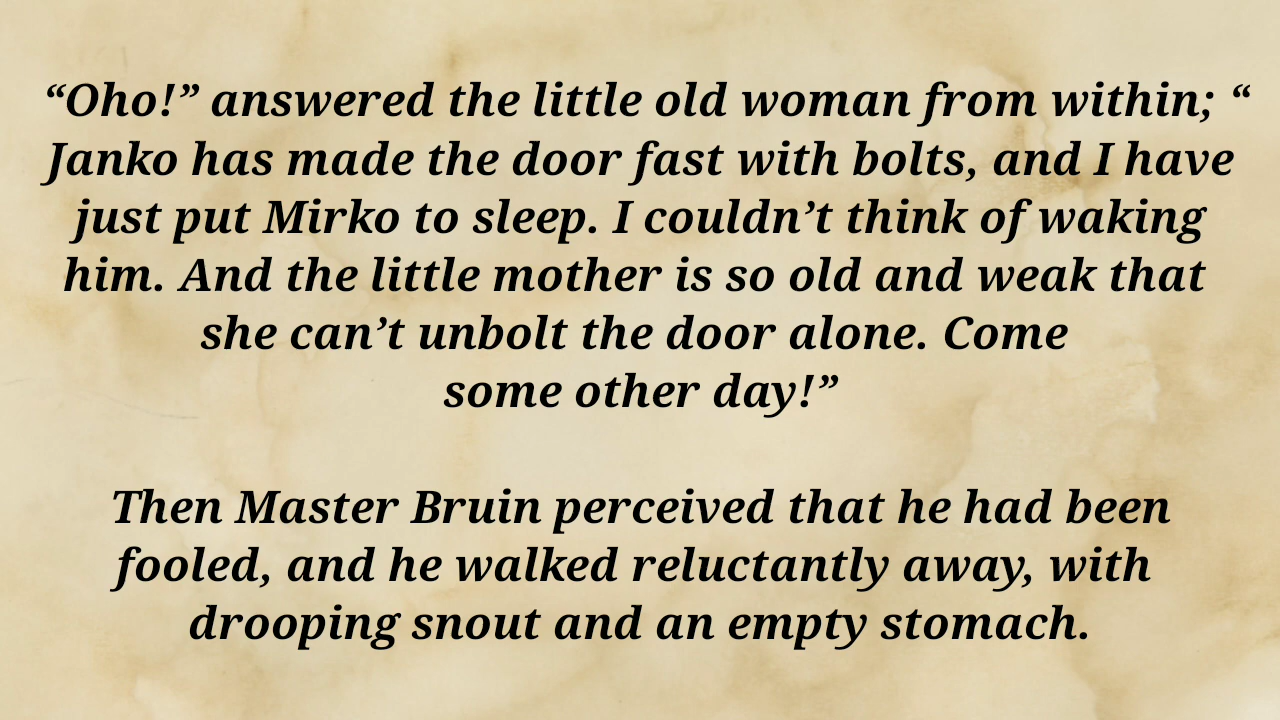 “Oho!” answered the little old woman from within; “
Janko has made the door fast with bolts, and I have
just put Mirko to sleep. I couldn’t think of waking
him. And the little mother is so old and weak that
she can’t unbolt the door alone. Come
some other day!”
Then Master Bruin perceived that he had been
fooled, and he walked reluctantly away, with
drooping snout and an empty stomach.